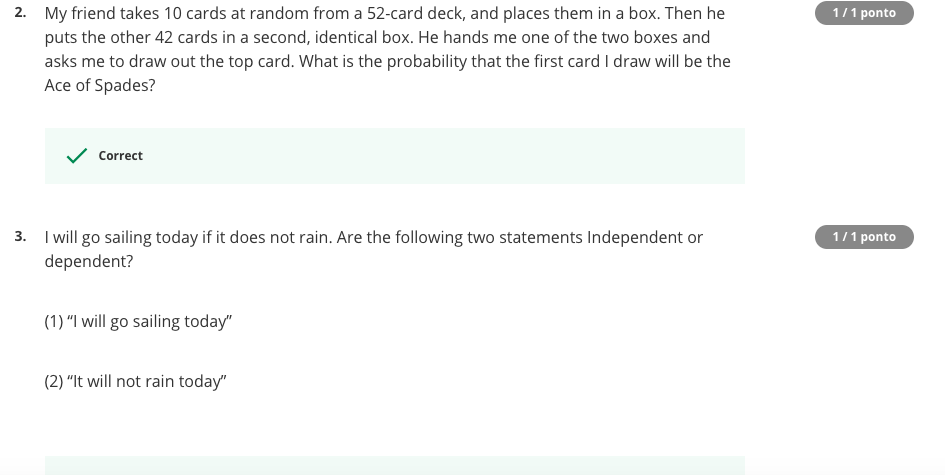 2. My friend takes 10 cards at random from a 52-card deck, and places them in a box. Then he
1 / 1 ponto
puts the other 42 cards in a second, identical box. He hands me one of the two boxes and
asks me to draw out the top card. What is the probability that the first card I draw will be the
Ace of Spades?
Correct
3. I will go sailing today if it does not rain. Are the following two statements Independent or
1 / 1 ponto
dependent?
(1) “I will go sailing today”
(2) “It will not rain today”